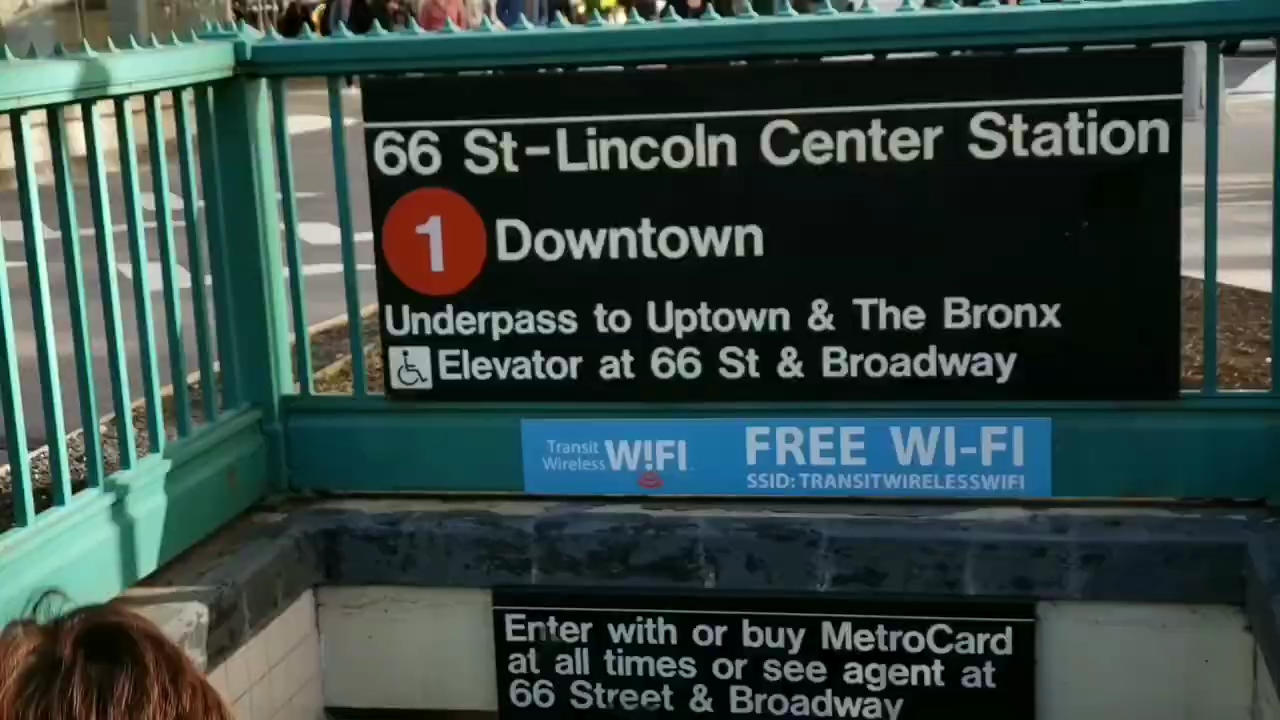 66 St-Lincoln Center Station
1 Downtown
Underpass to Uptown & The Bronx
Elevator at 66 St & Broadway
Transit Wireless W!FI
FREE WI-FI
SSID: TRANSITWIRELESSWIFI
Enter with or buy MetroCard
at all times or see agent at
66 Street & Broadway